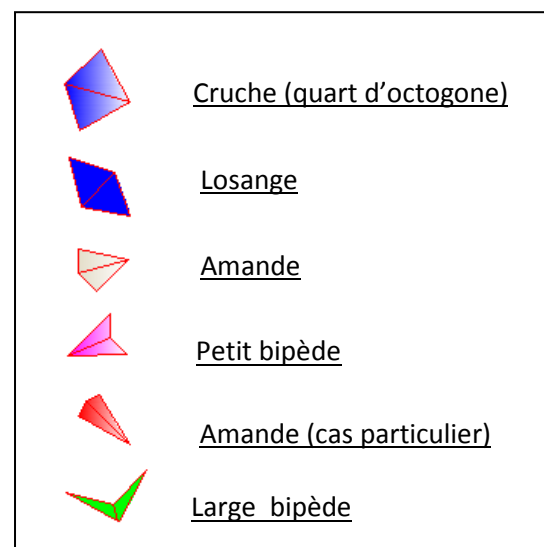 Cruche (quart d’octogone)
Losange
Amande
Petit bipède
Amande (cas particulier)
Large bipède